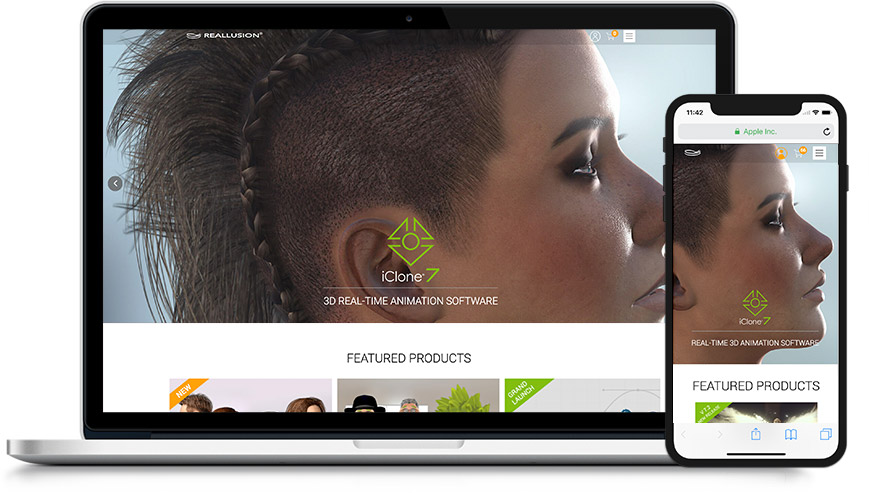 REALLUSION®
0
iClone® 7
3D REAL-TIME ANIMATION SOFTWARE
FEATURED PRODUCTS
NEW
GRAND
LAUNCH
11:42
Apple Inc.
iClone® 7
REAL-TIME 3D ANIMATION SOFTWARE
FEATURED PRODUCTS